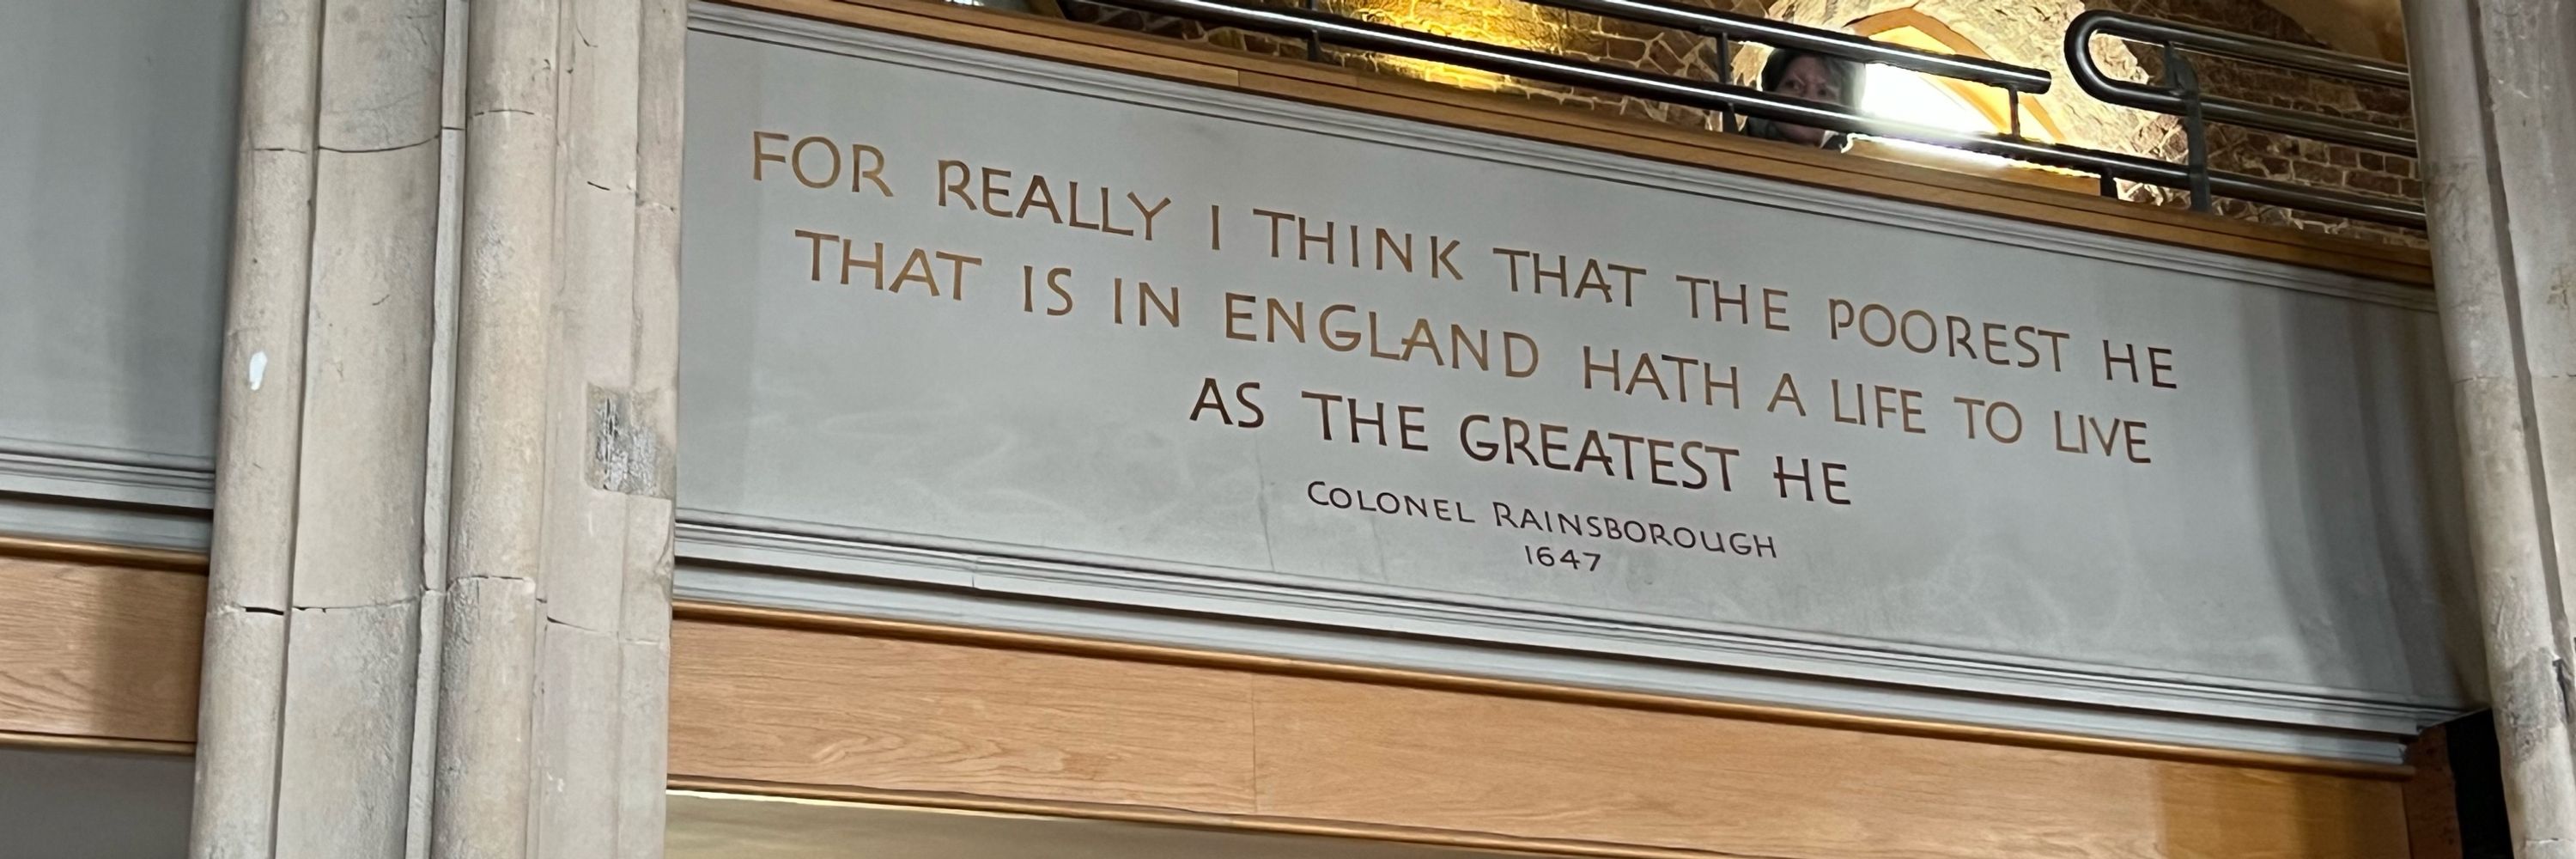 FOR REALLY I THINK THAT THE POOREST HE
THAT IS IN ENGLAND HATH A LIFE TO LIVE
AS THE GREATEST HE
COLONEL RAINSBOROUGH
1647